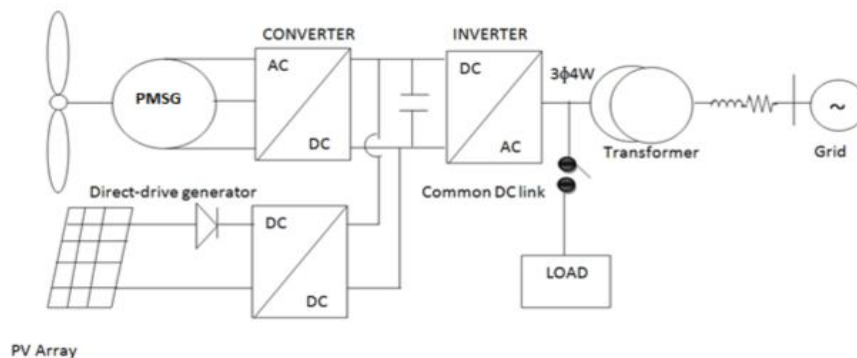 CONVERTER
INVERTER
AC
DC
DC
AC
PMSG
3ϕ4W
Transformer
~
Grid
Direct-drive generator
Common DC link
DC
DC
LOAD
PV Array